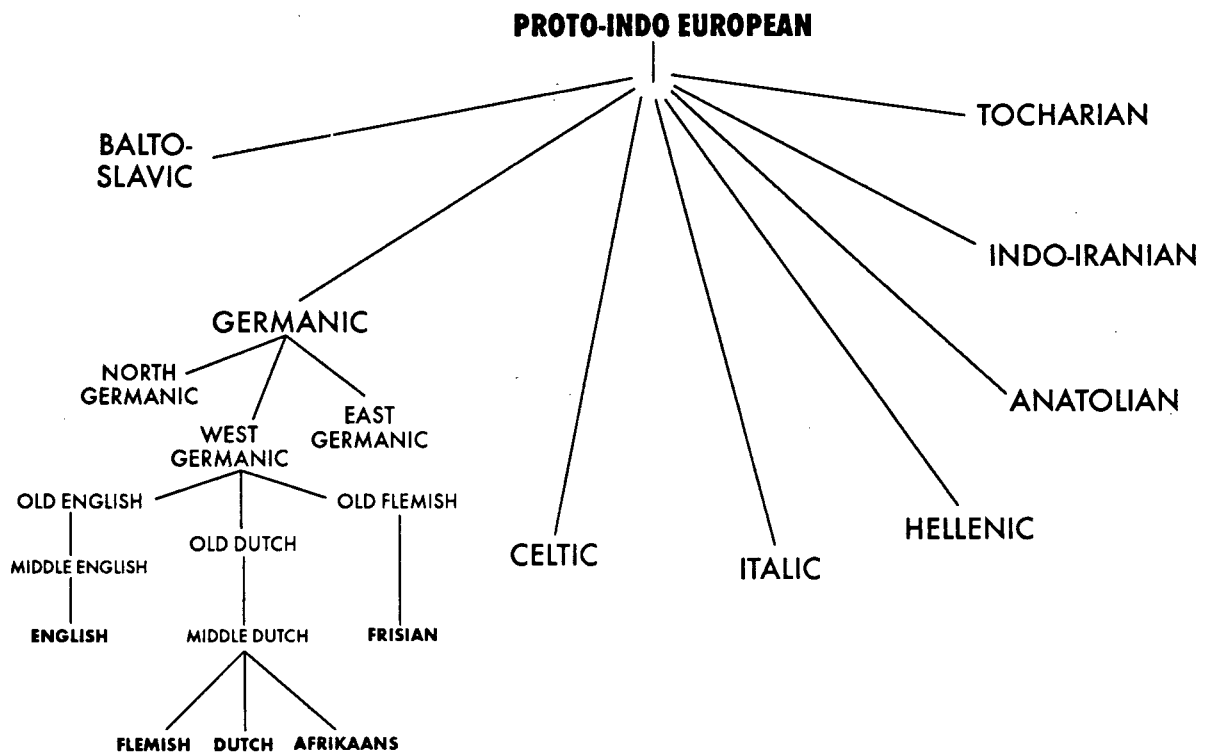 PROTO-INDO EUROPEAN
TOCHARIAN
BALTO-
SLAVIC
INDO-IRANIAN
GERMANIC
NORTH
GERMANIC
ANATOLIAN
EAST
GERMANIC
WEST
GERMANIC
OLD ENGLISH
OLD FLEMISH
HELLENIC
OLD DUTCH
CELTIC
ITALIC
MIDDLE ENGLISH
ENGLISH
MIDDLE DUTCH
FRISIAN
FLEMISH
DUTCH
AFRIKAANS